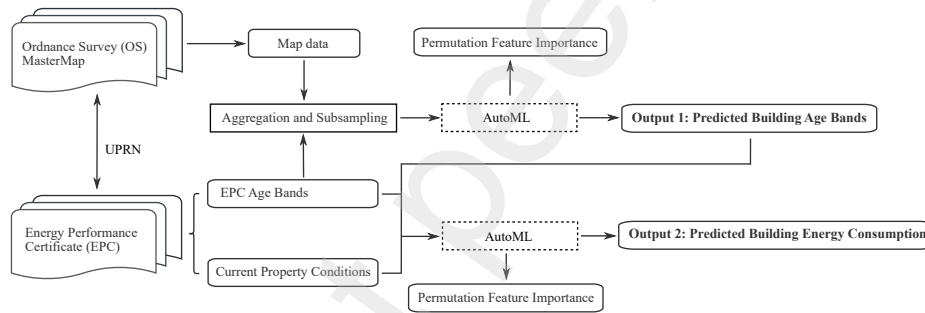 Ordnance Survey (OS)
MasterMap
Map data
Permutation Feature Importance
Aggregation and Subsampling
AutoML
Output 1: Predicted Building Age Bands
UPRN
EPC Age Bands
Energy Performance
Certificate (EPC)
AutoML
Output 2: Predicted Building Energy Consumption
Current Property Conditions
Permutation Feature Importance
t pee